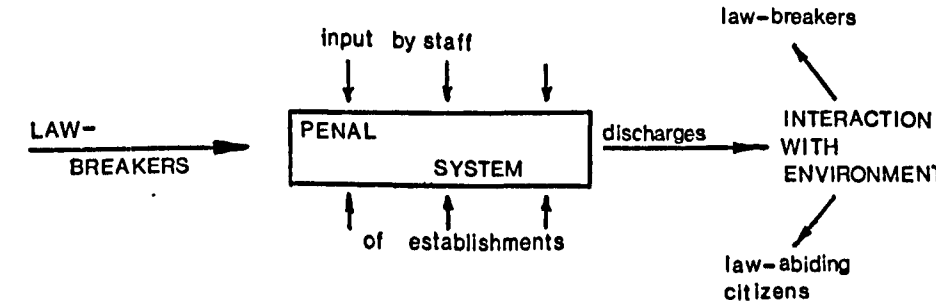 law-breakers
input by staff
LAW-
BREAKERS
PENAL
SYSTEM
discharges
INTERACTION
WITH
ENVIRONMENT
of establishments
law-abiding
citizens